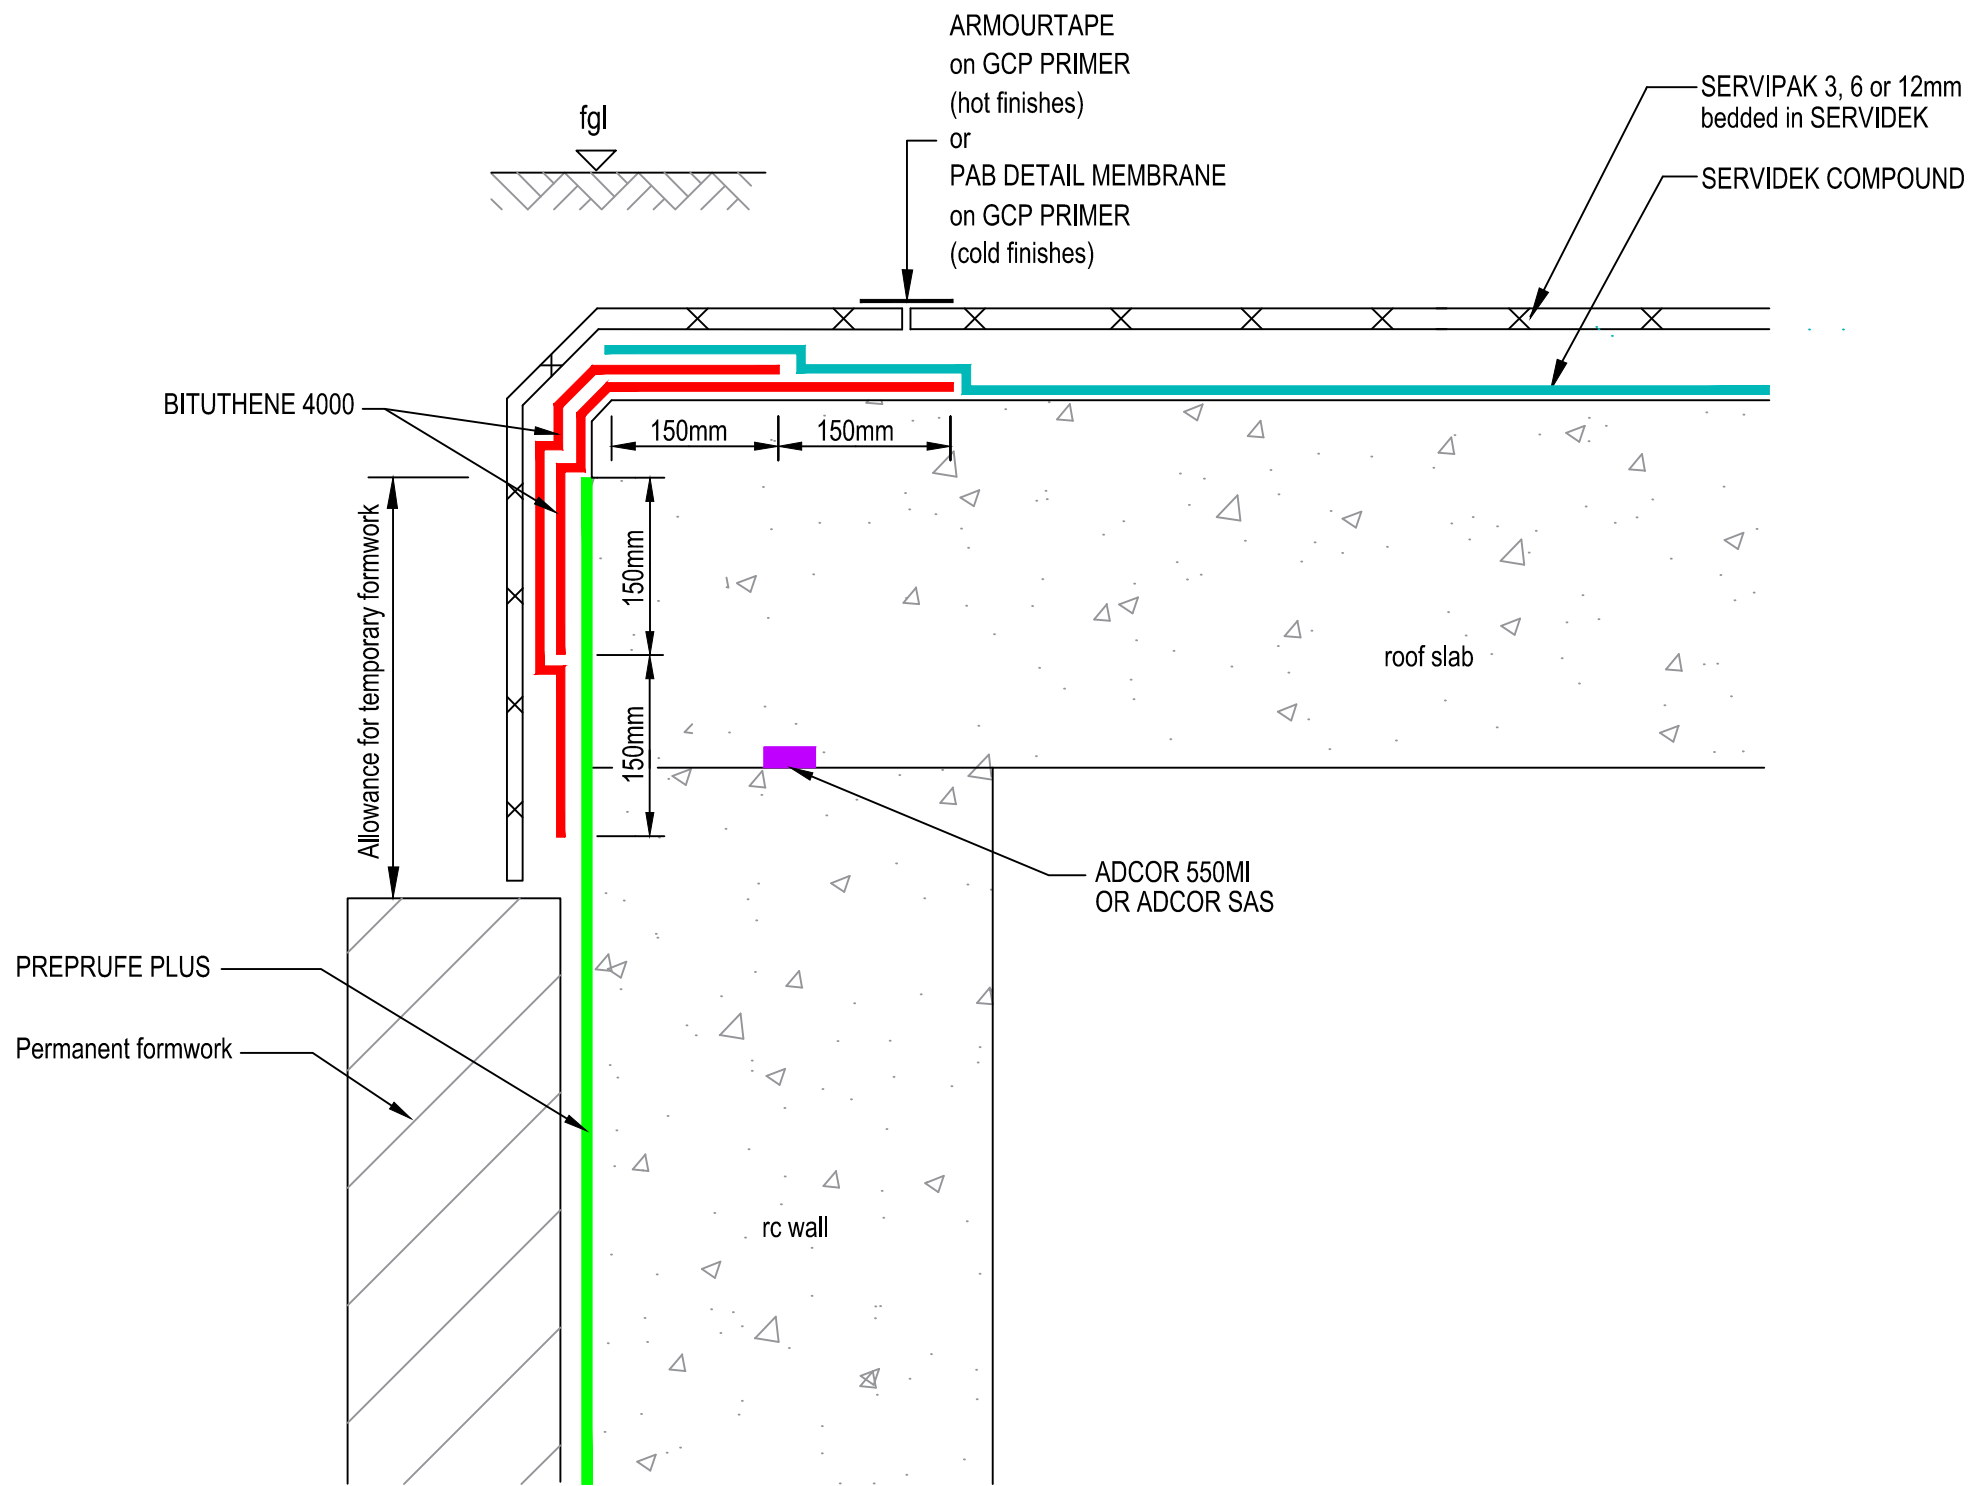 ARMOURTAPE
on GCP PRIMER
(hot finishes)
or
PAB DETAIL MEMBRANE
on GCP PRIMER
(cold finishes)
SERVIPAK 3, 6 or 12mm
bedded in SERVIDEK
SERVIDEK COMPOUND
fgl
BITUTHENE 4000
150mm
150mm
Allowance for temporary formwork
150mm
150mm
roof slab
ADCOR 550MI
OR ADCOR SAS
PREPRUFE PLUS
Permanent formwork
rc wall